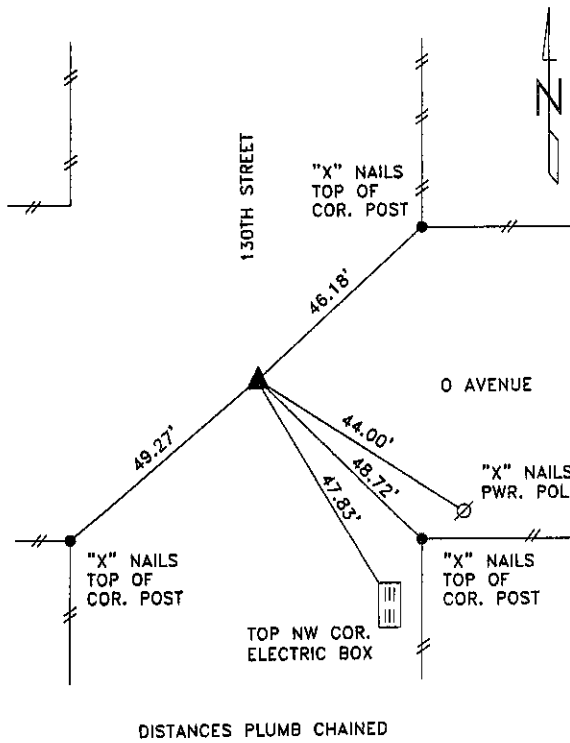 N
130TH STREET
"X" NAILS
TOP OF
COR. POST
46.18'
O AVENUE
49.27'
44.00'
48.72'
47.83'
"X" NAILS
PWR. POL
"X" NAILS
TOP OF
COR. POST
"X" NAILS
TOP OF
COR. POST
TOP NW COR.
ELECTRIC BOX
DISTANCES PLUMB CHAINED